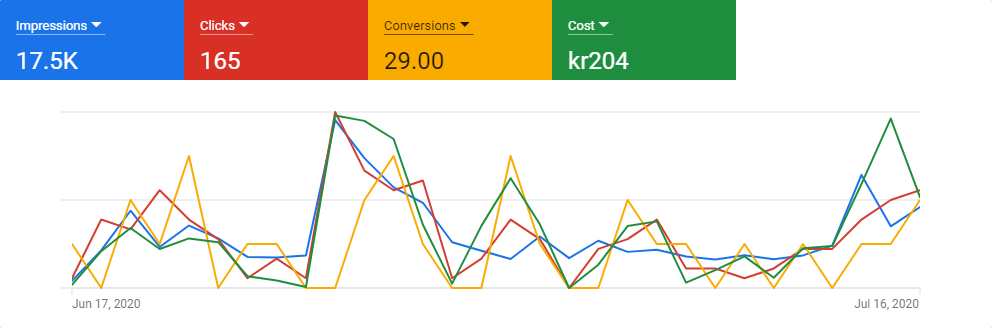 Impressions Clicks Conversions Cost
17.5K 165 29.00 kr204
Jun 17, 2020 Jul 16, 2020